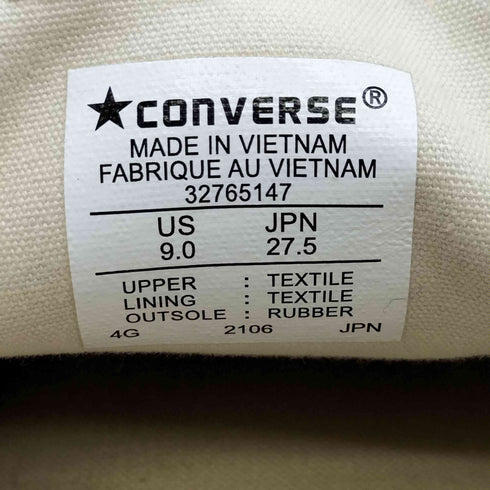 ★CONVERSE®
MADE IN VIETNAM
FABRIQUE AU VIETNAM
32765147
US JPN
9.0 27.5
UPPER : TEXTILE
LINING : TEXTILE
OUTSOLE : RUBBER
4G 2106 JPN